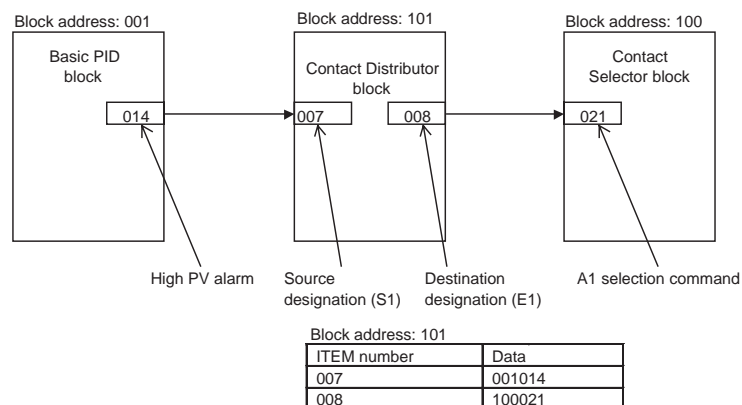 Block address: 001
Block address: 101
Block address: 100
Basic PID
block
Contact Distributor
block
Contact
Selector block
014
007
008
021
High PV alarm
Source
designation (S1)
Destination
designation (E1)
A1 selection command
Block address: 101
ITEM number Data
007 001014
008 100021